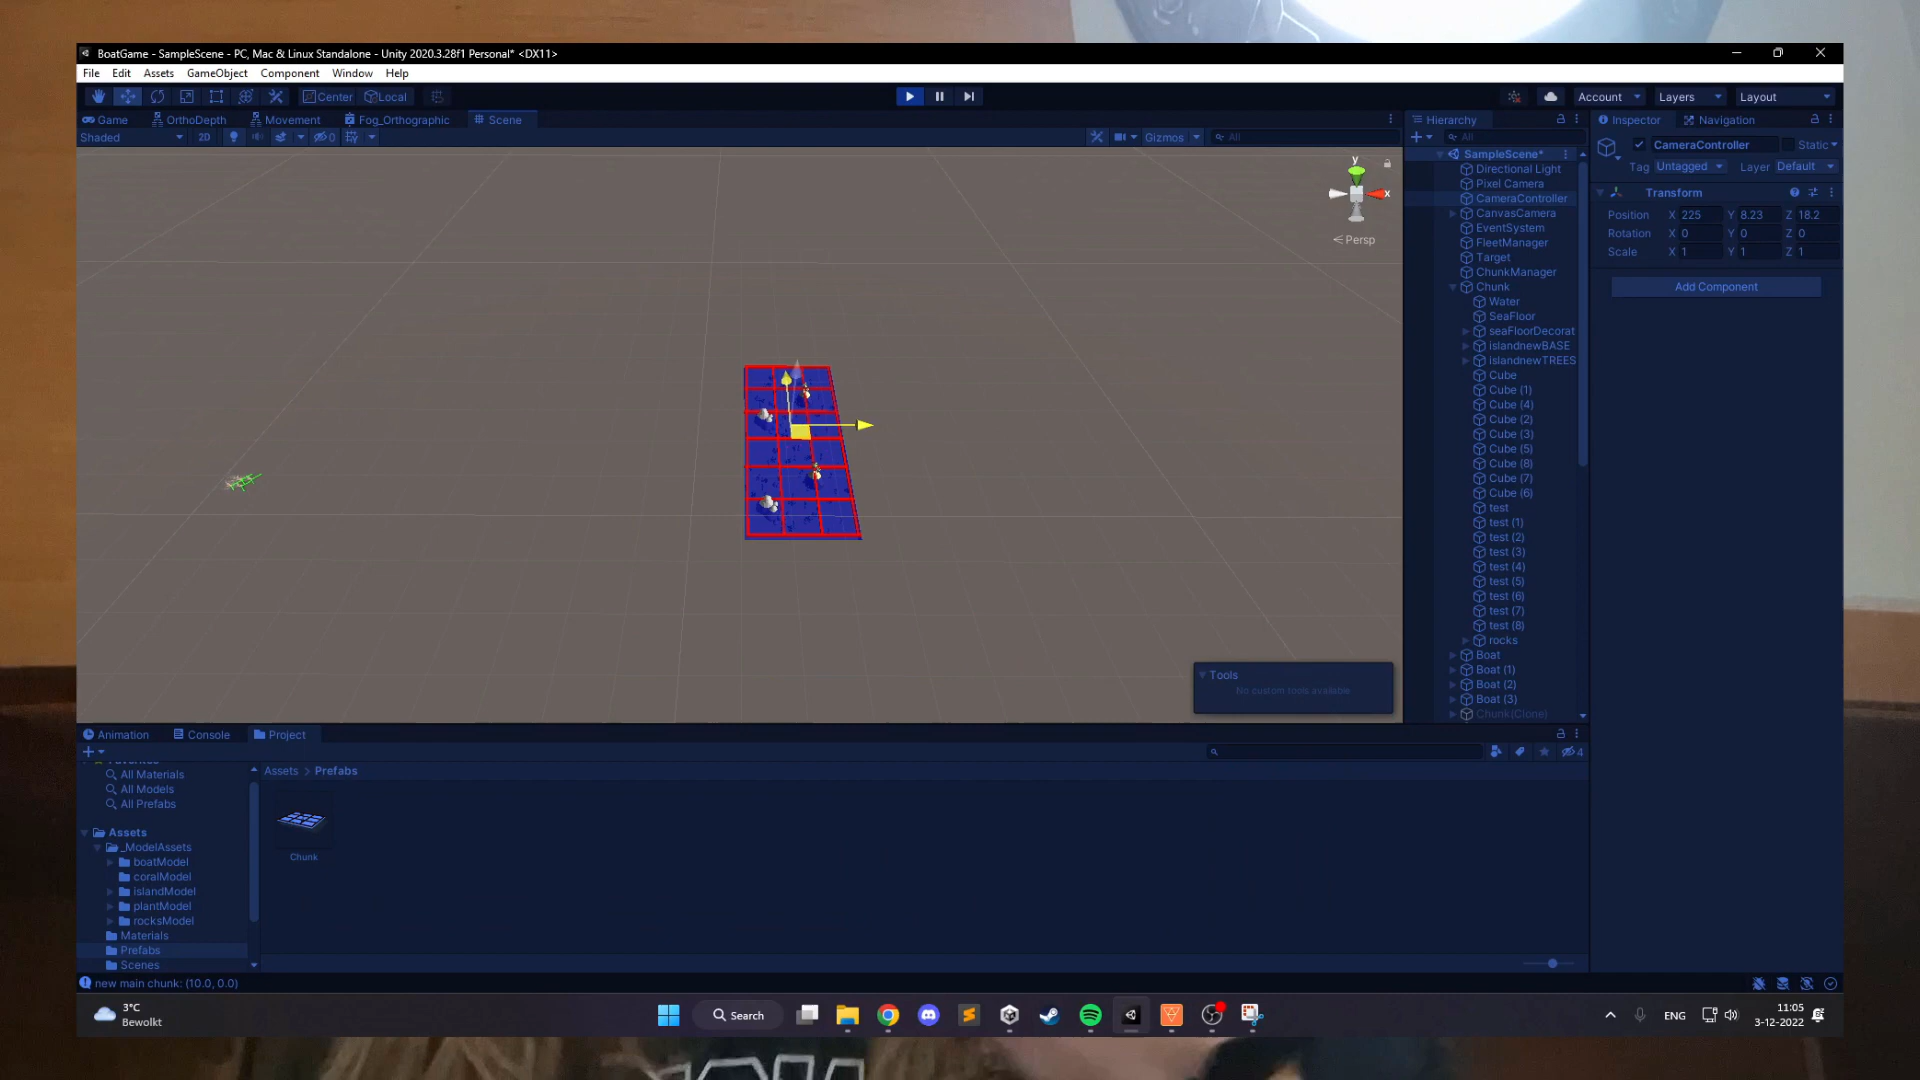 BoatGame - SampleScene - PC, Mac & Linux Standalone - Unity 2020.3.28f1 Personal* <DX11>
File Edit Assets GameObject Component Window Help
Center Local
Account Layers Layout
Game OrthoDepth Movement Fog_Orthographic Scene
Hierarchy
Inspector Navigation
Shaded 2D 0 Gizmos All
All
CameraController Static
Tag Untagged Layer Default
Transform
Position X 225 Y 8.23 Z 18.2
Rotation X 0 Y 0 Z 0
Scale X 1 Y 1 Z 1
Add Component
SampleScene*
Directional Light
Pixel Camera
CameraController
CanvasCamera
EventSystem
FleetManager
Target
ChunkManager
Chunk
Water
SeaFloor
seaFloorDecorat
islandnewBASE
islandnewTREES
Cube
Cube (1)
Cube (4)
Cube (2)
Cube (3)
Cube (5)
Cube (8)
Cube (7)
Cube (6)
test
test (1)
test (2)
test (3)
test (4)
test (5)
test (6)
test (7)
test (8)
rocks
Boat
Boat (1)
Boat (2)
Boat (3)
Chunk(Clone)
y
x
Persp
Tools
No custom tools available
Animation Console Project
4
Favorites
All Materials
All Models
All Prefabs
Assets
_ModelAssets
boatModel
coralModel
islandModel
plantModel
rocksModel
Materials
Prefabs
Scenes
Assets > Prefabs
Chunk
new main chunk: (10.0, 0.0)
3°C
Bewolkt
Search
ENG
11:05
3-12-2022